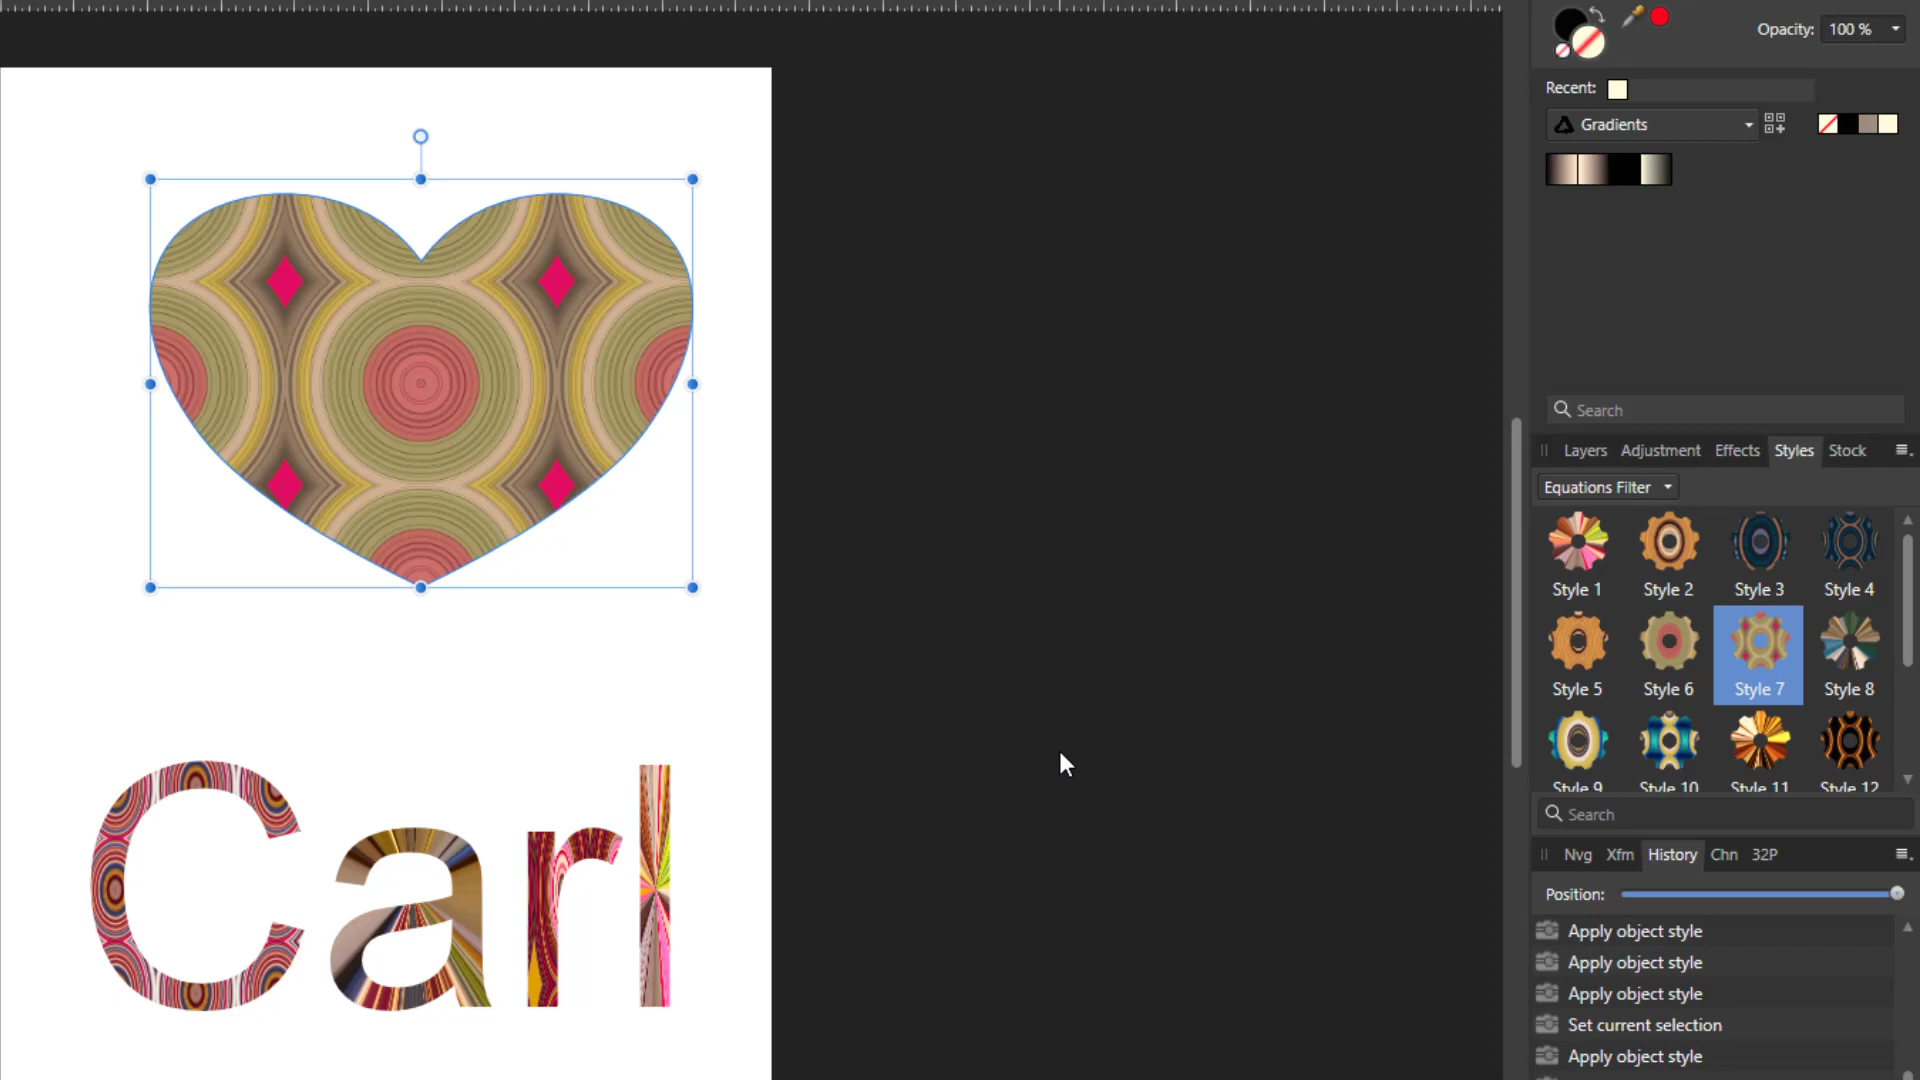 Opacity: 100 %
Recent:
Gradients
Search
Layers Adjustment Effects Styles Stock
Equations Filter
Style 1 Style 2 Style 3 Style 4
Style 5 Style 6 Style 7 Style 8
Style 9 Style 10 Style 11 Style 12
Search
Nvg Xfm History Chn 32P
Position:
Apply object style
Apply object style
Apply object style
Set current selection
Apply object style
Carl